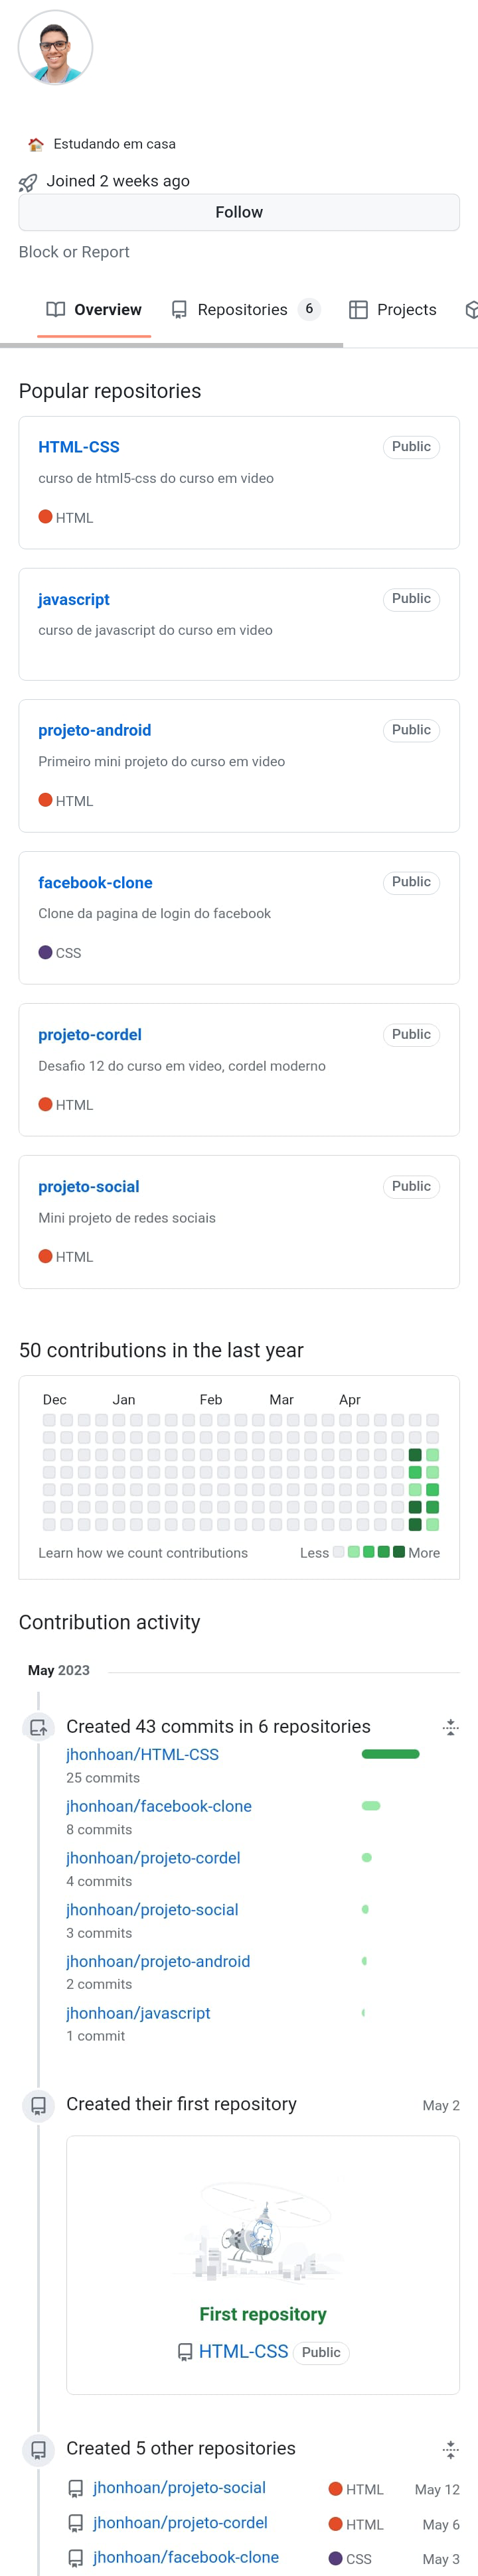 Estudando em casa
Joined 2 weeks ago
Follow
Block or Report
Overview Repositories 6 Projects
Popular repositories
HTML-CSS Public
curso de html5-css do curso em video
HTML
javascript Public
curso de javascript do curso em video
projeto-android Public
Primeiro mini projeto do curso em video
HTML
facebook-clone Public
Clone da pagina de login do facebook
CSS
projeto-cordel Public
Desafio 12 do curso em video, cordel moderno
HTML
projeto-social Public
Mini projeto de redes sociais
HTML
50 contributions in the last year
Dec Jan Feb Mar Apr
Learn how we count contributions Less More
Contribution activity
May 2023
Created 43 commits in 6 repositories
jhonhoan/HTML-CSS
25 commits
jhonhoan/facebook-clone
8 commits
jhonhoan/projeto-cordel
4 commits
jhonhoan/projeto-social
3 commits
jhonhoan/projeto-android
2 commits
jhonhoan/javascript
1 commit
Created their first repository May 2
First repository
HTML-CSS Public
Created 5 other repositories
jhonhoan/projeto-social HTML May 12
jhonhoan/projeto-cordel HTML May 6
jhonhoan/facebook-clone CSS May 3